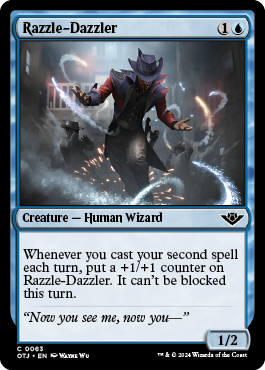 Razzle-Dazzler 1
Creature — Human Wizard
Whenever you cast your second spell
each turn, put a +1/+1 counter on
Razzle-Dazzler. It can't be blocked
this turn.
“Now you see me, now you—”
1/2
C 0063
OTJ • EN Wayne Wu
™ & © 2024 Wizards of the Coast